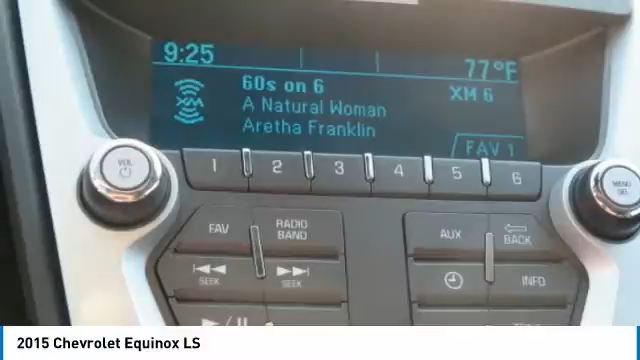 9:25
77°F
60s on 6
XM 6
XM
A Natural Woman
Aretha Franklin
FAV 1
VOL
1 2 3 4 5 6
MENU
SEL
FAV
RADIO
BAND
AUX
BACK
SEEK
SEEK
INFO
2015 Chevrolet Equinox LS